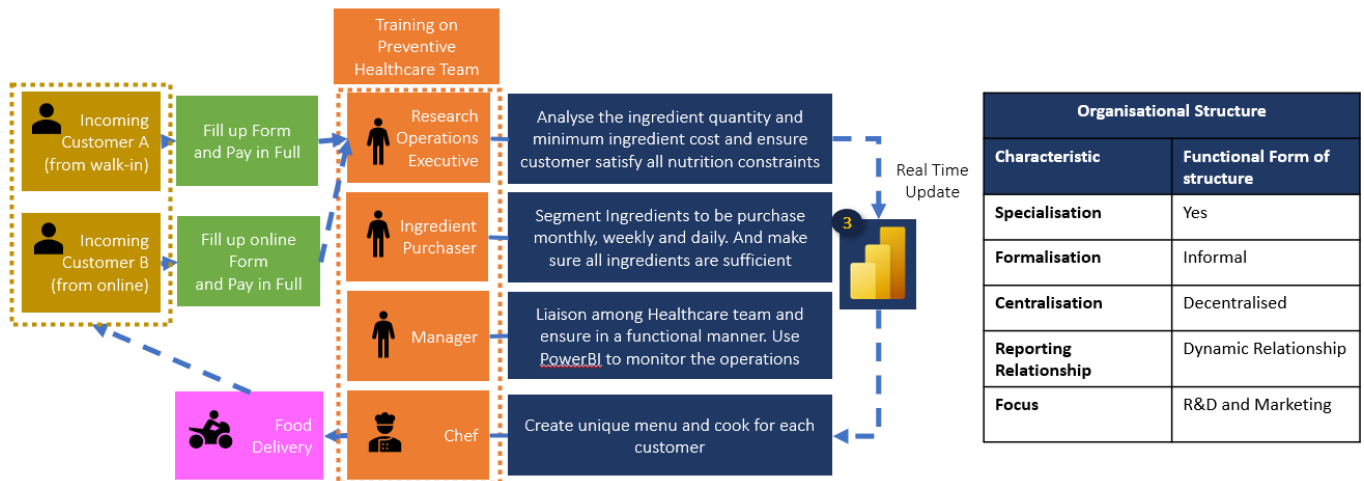 Training on
Preventive
Healthcare Team
Incoming
Customer A
(from walk-in)
Fill up Form
and Pay in Full
Research
Operations
Executive
Analyse the ingredient quantity and
minimum ingredient cost and ensure
customer satisfy all nutrition constraints
Real Time
Update
Incoming
Customer B
(from online)
Fill up online
Form
and Pay in Full
Ingredient
Purchaser
Segment Ingredients to be purchase
monthly, weekly and daily. And make
sure all ingredients are sufficient
3
Manager
Liaison among Healthcare team and
ensure in a functional manner. Use
PowerBI to monitor the operations
Food
Delivery
Chef
Create unique menu and cook for each
customer
Organisational Structure
Characteristic
Functional Form of
structure
Specialisation
Yes
Formalisation
Informal
Centralisation
Decentralised
Reporting
Relationship
Dynamic Relationship
Focus
R&D and Marketing